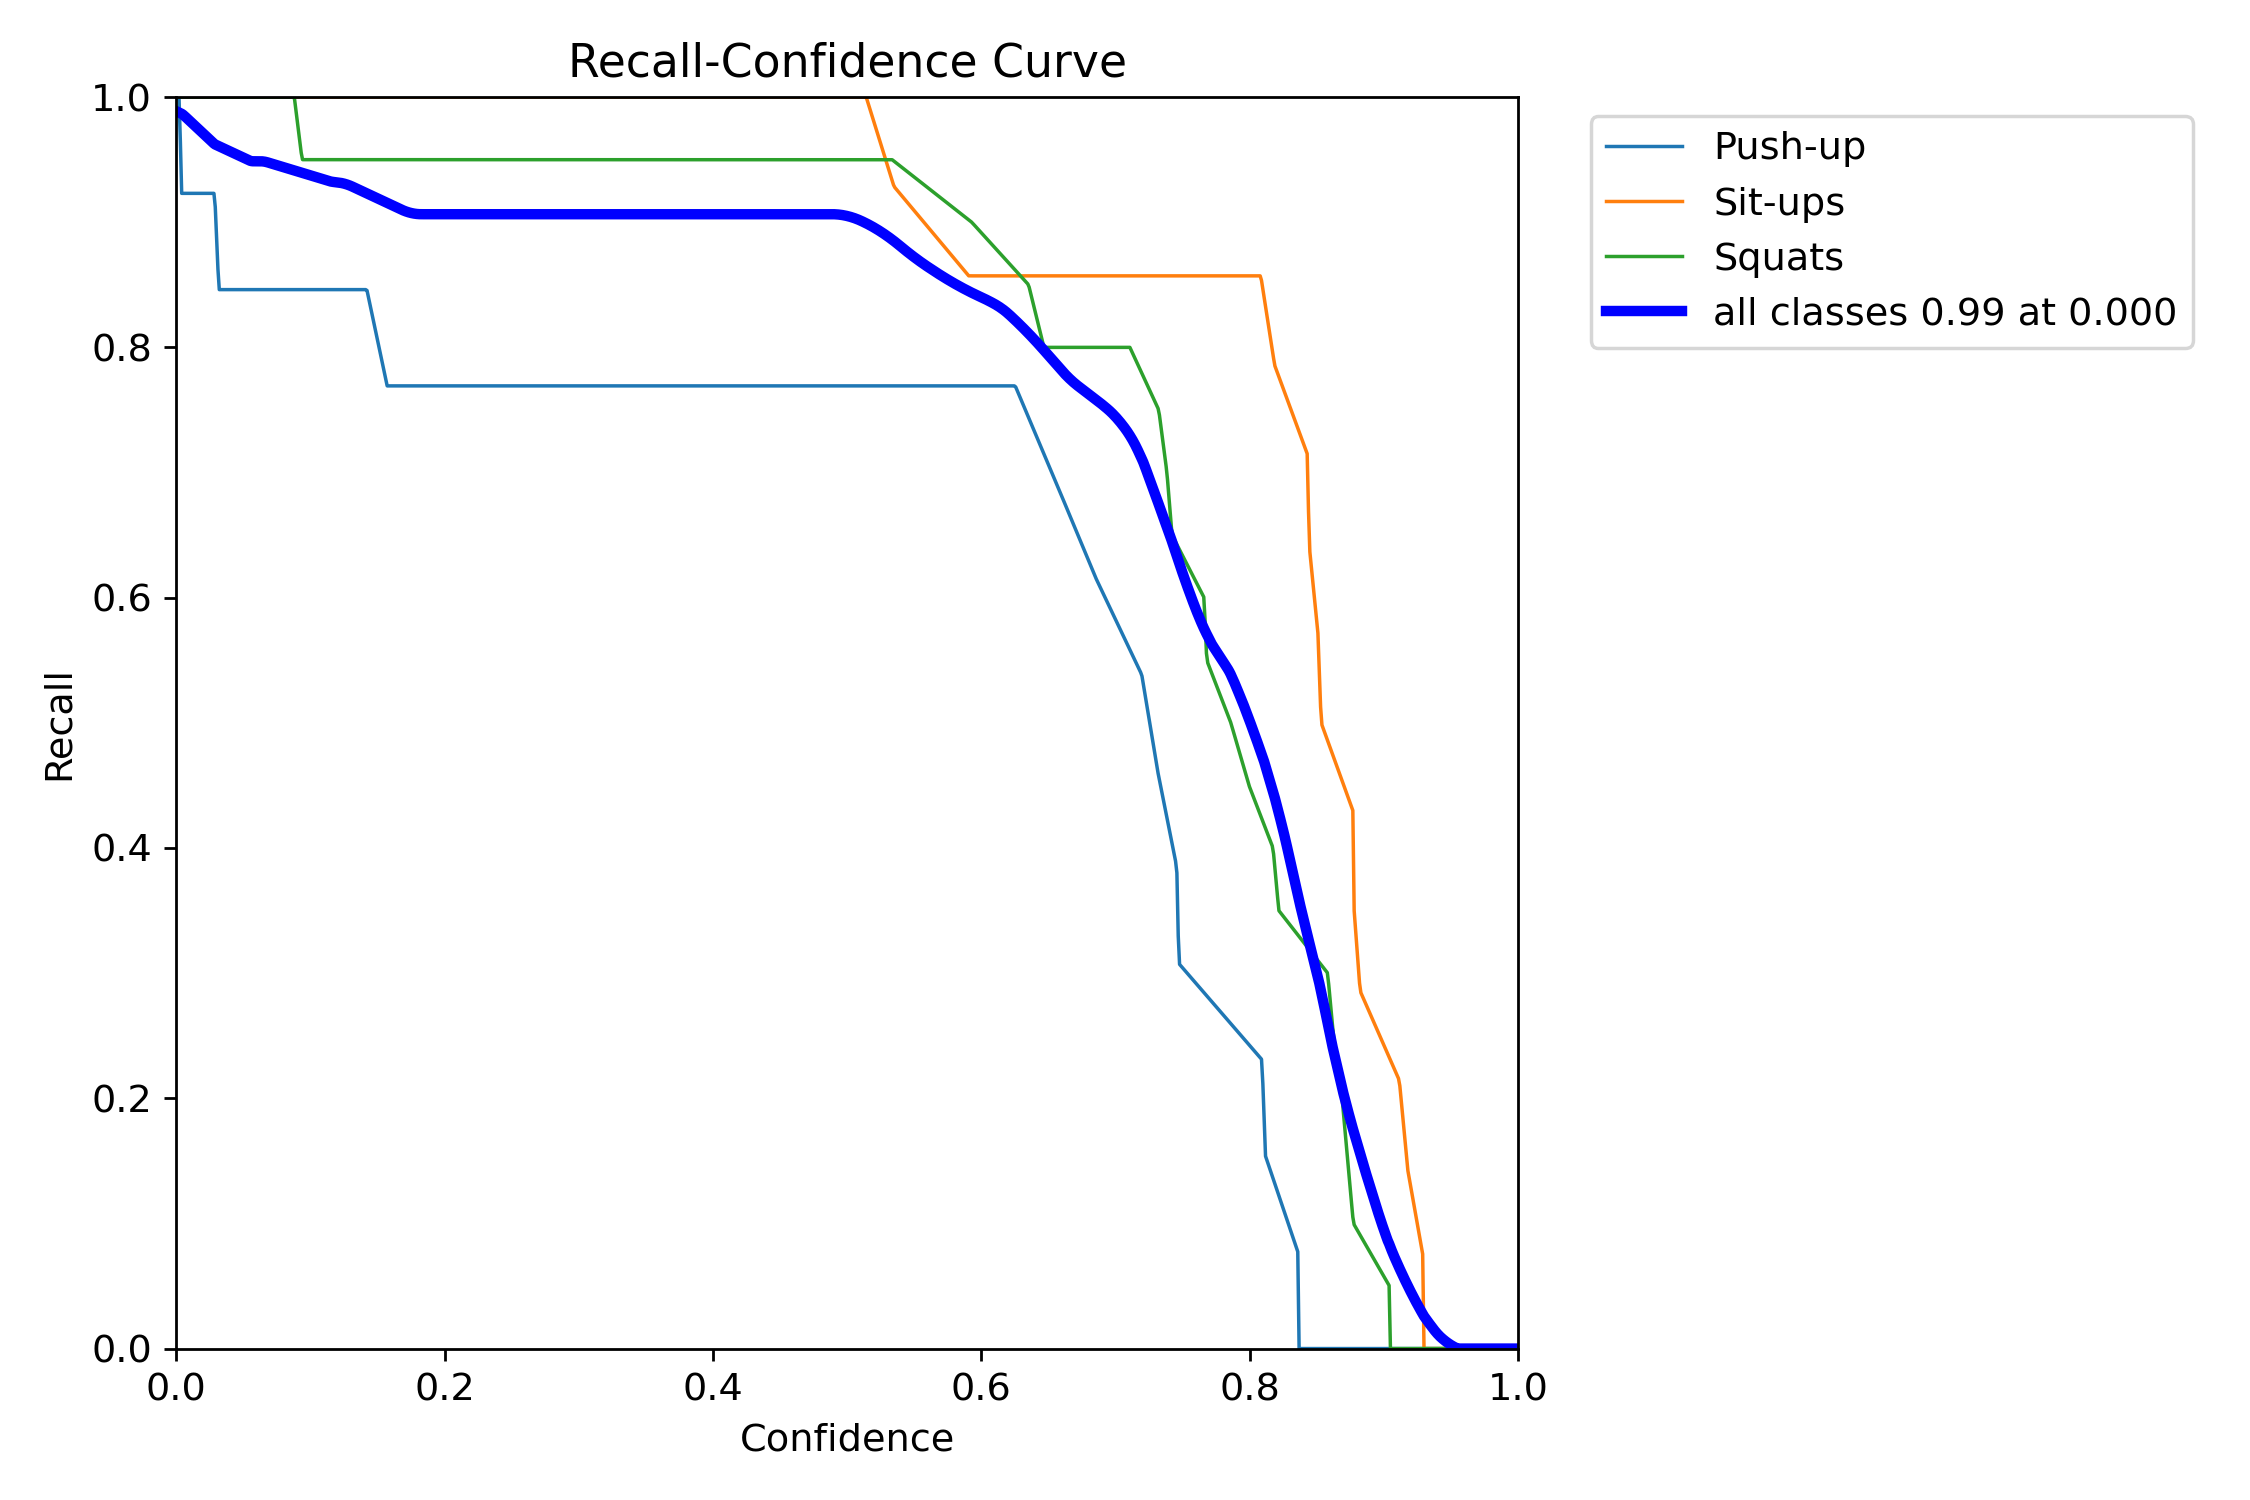 Recall-Confidence Curve
1.0
0.8
0.6
0.4
0.2
0.0
Recall
0.0 0.2 0.4 0.6 0.8 1.0
Confidence
Push-up
Sit-ups
Squats
all classes 0.99 at 0.000